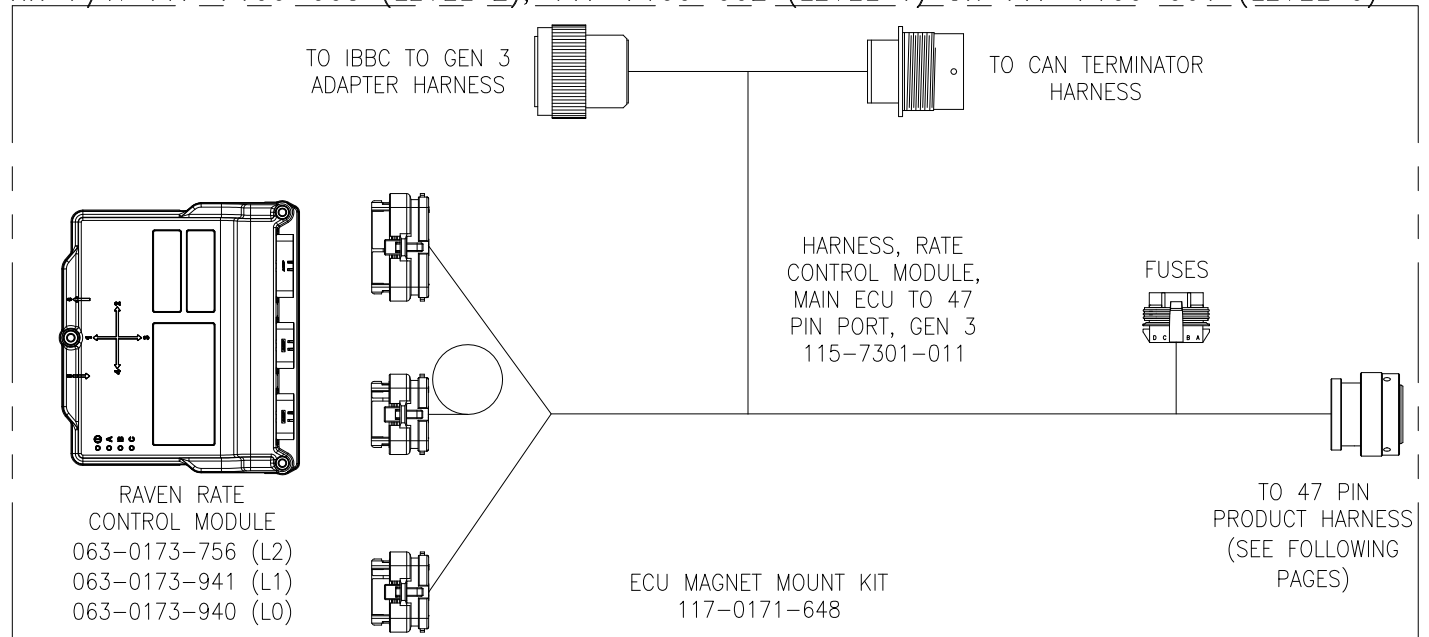 TO IBBC TO GEN 3
ADAPTER HARNESS
TO CAN TERMINATOR
HARNESS
HARNESS, RATE
CONTROL MODULE,
MAIN ECU TO 47
PIN PORT, GEN 3
115-7301-011
FUSES
D C B A
RAVEN RATE
CONTROL MODULE
063-0173-756 (L2)
063-0173-941 (L1)
063-0173-940 (L0)
ECU MAGNET MOUNT KIT
117-0171-648
TO 47 PIN
PRODUCT HARNESS
(SEE FOLLOWING
PAGES)